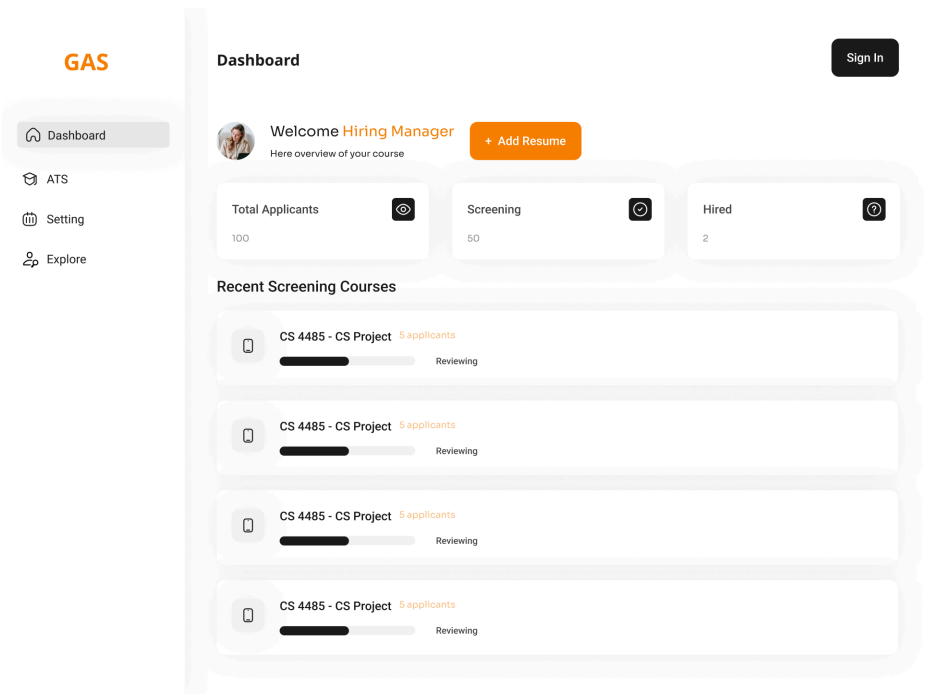 GAS
Dashboard
ATS
Setting
Explore
Dashboard
Sign In
Welcome Hiring Manager
Here overview of your course
+ Add Resume
Total Applicants
100
Screening
50
Hired
2
Recent Screening Courses
CS 4485 - CS Project 5 applicants
Reviewing
CS 4485 - CS Project 5 applicants
Reviewing
CS 4485 - CS Project 5 applicants
Reviewing
CS 4485 - CS Project 5 applicants
Reviewing